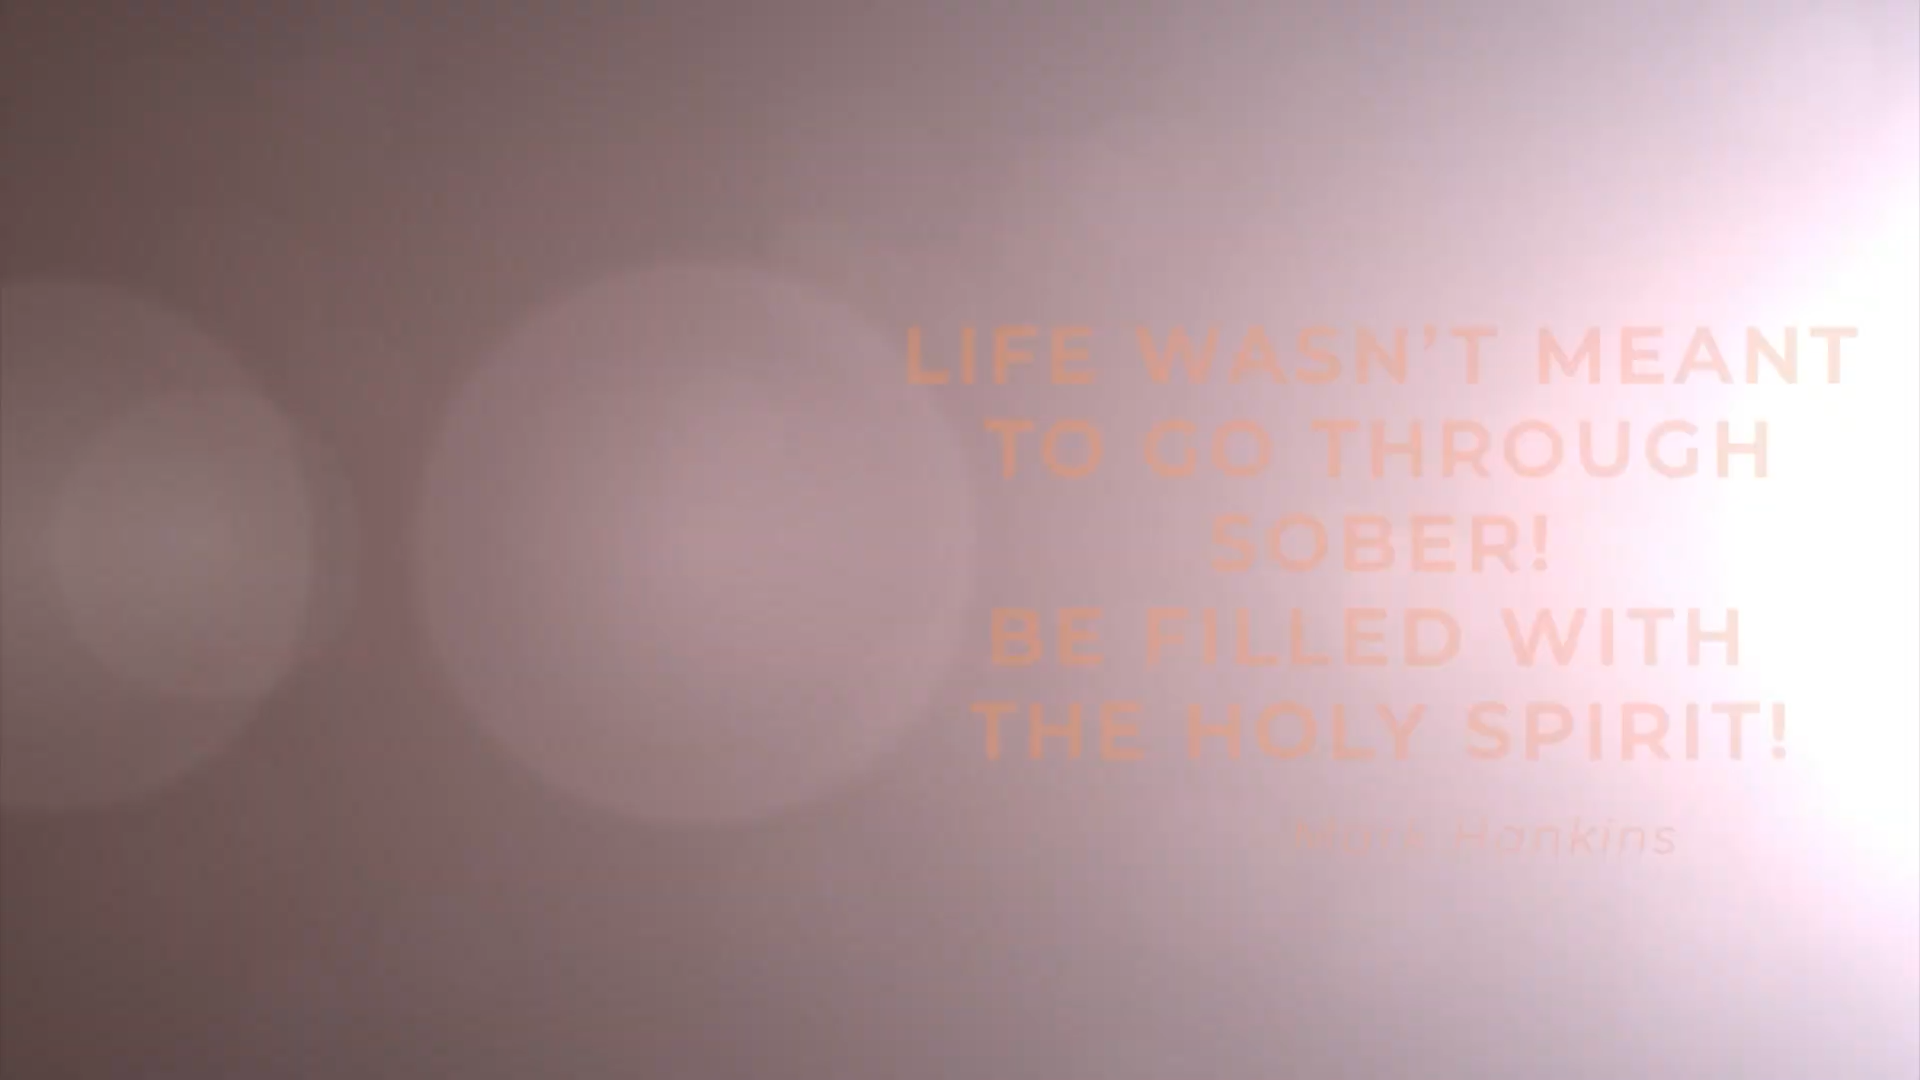 LIFE WASN’T MEANT
TO GO THROUGH
SOBER!
BE FILLED WITH
THE HOLY SPIRIT!
Mark Hankins